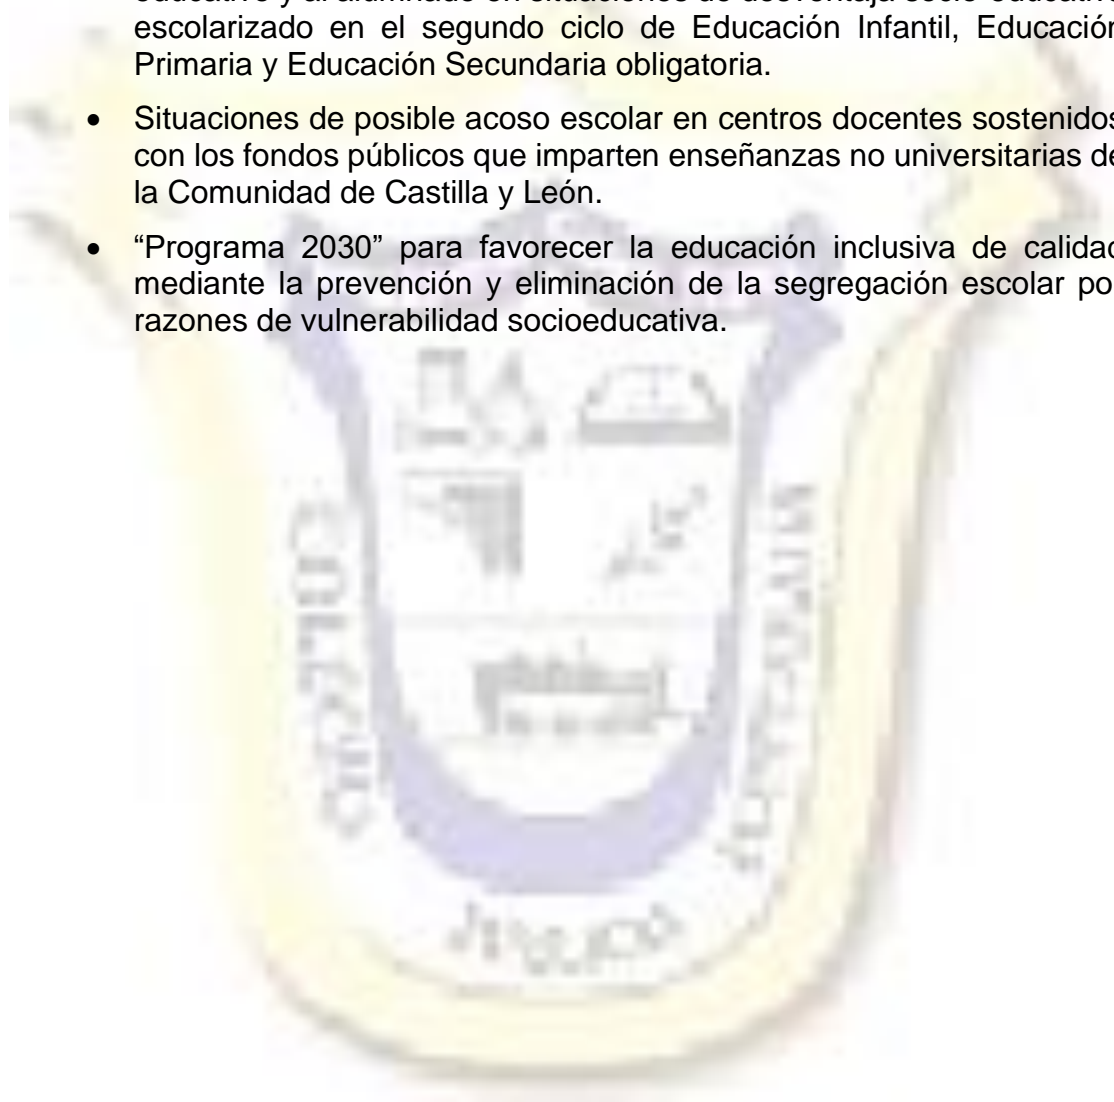 escolarizado en el segundo ciclo de Educación Infantil, Educación
Primaria y Educación Secundaria obligatoria.
• Situaciones de posible acoso escolar en centros docentes sostenidos
con los fondos públicos que imparten enseñanzas no universitarias de
la Comunidad de Castilla y León.
• “Programa 2030” para favorecer la educación inclusiva de calidad
mediante la prevención y eliminación de la segregación escolar por
razones de vulnerabilidad socioeducativa.
COLEGIO